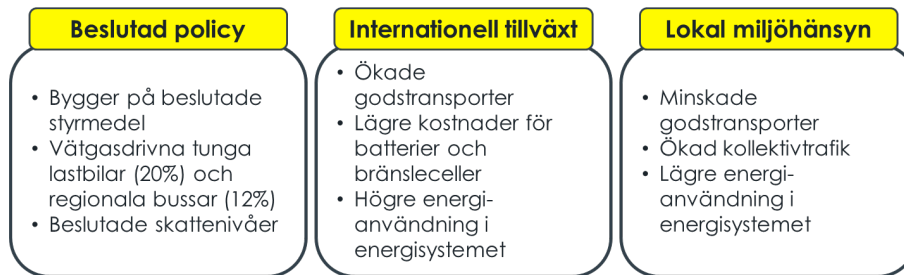 Beslutad policy
• Bygger på beslutade
styrmedel
• Vätgasdrivna tunga
lastbilar (20%) och
regionala bussar (12%)
• Beslutade skattenivåer
Internationell tillväxt
• Ökade
godstransporter
• Lägre kostnader för
batterier och
bränsleceller
• Högre energi-
användning i
energisystemet
Lokal miljöhänsyn
• Minskade
godstransporter
• Ökad kollektivtrafik
• Lägre energi-
användning i
energisystemet